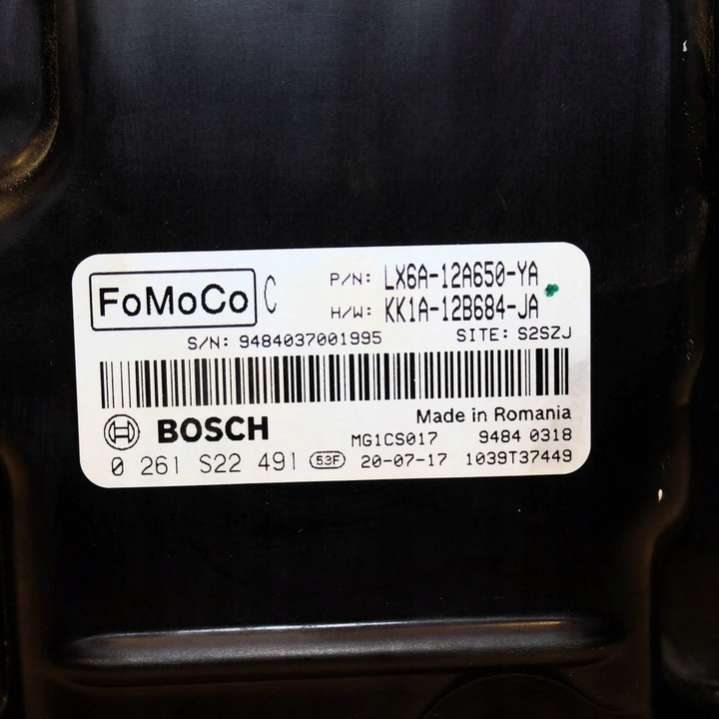 FoMoCo C P/N: LX6A-12A650-YA
H/W: KK1A-12B684-JA
S/N: 9484037001995 SITE: S2SZJ
Made in Romania
BOSCH MG1CS017 9484 0318
0 261 S22 491 53F 20-07-17 1039T37449